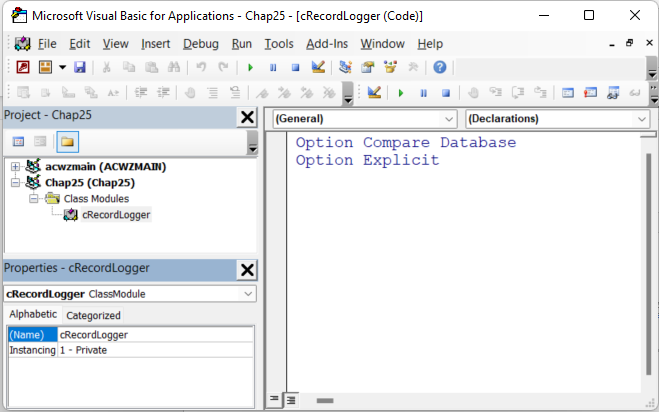 Microsoft Visual Basic for Applications - Chap25 - [cRecordLogger (Code)]
File Edit View Insert Debug Run Tools Add-Ins Window Help
Project - Chap25
acwzmain (ACWZMAIN)
Chap25 (Chap25)
Class Modules
cRecordLogger
Properties - cRecordLogger
cRecordLogger ClassModule
Alphabetic Categorized
(Name) cRecordLogger
Instancing 1 - Private
(General) (Declarations)
Option Compare Database
Option Explicit